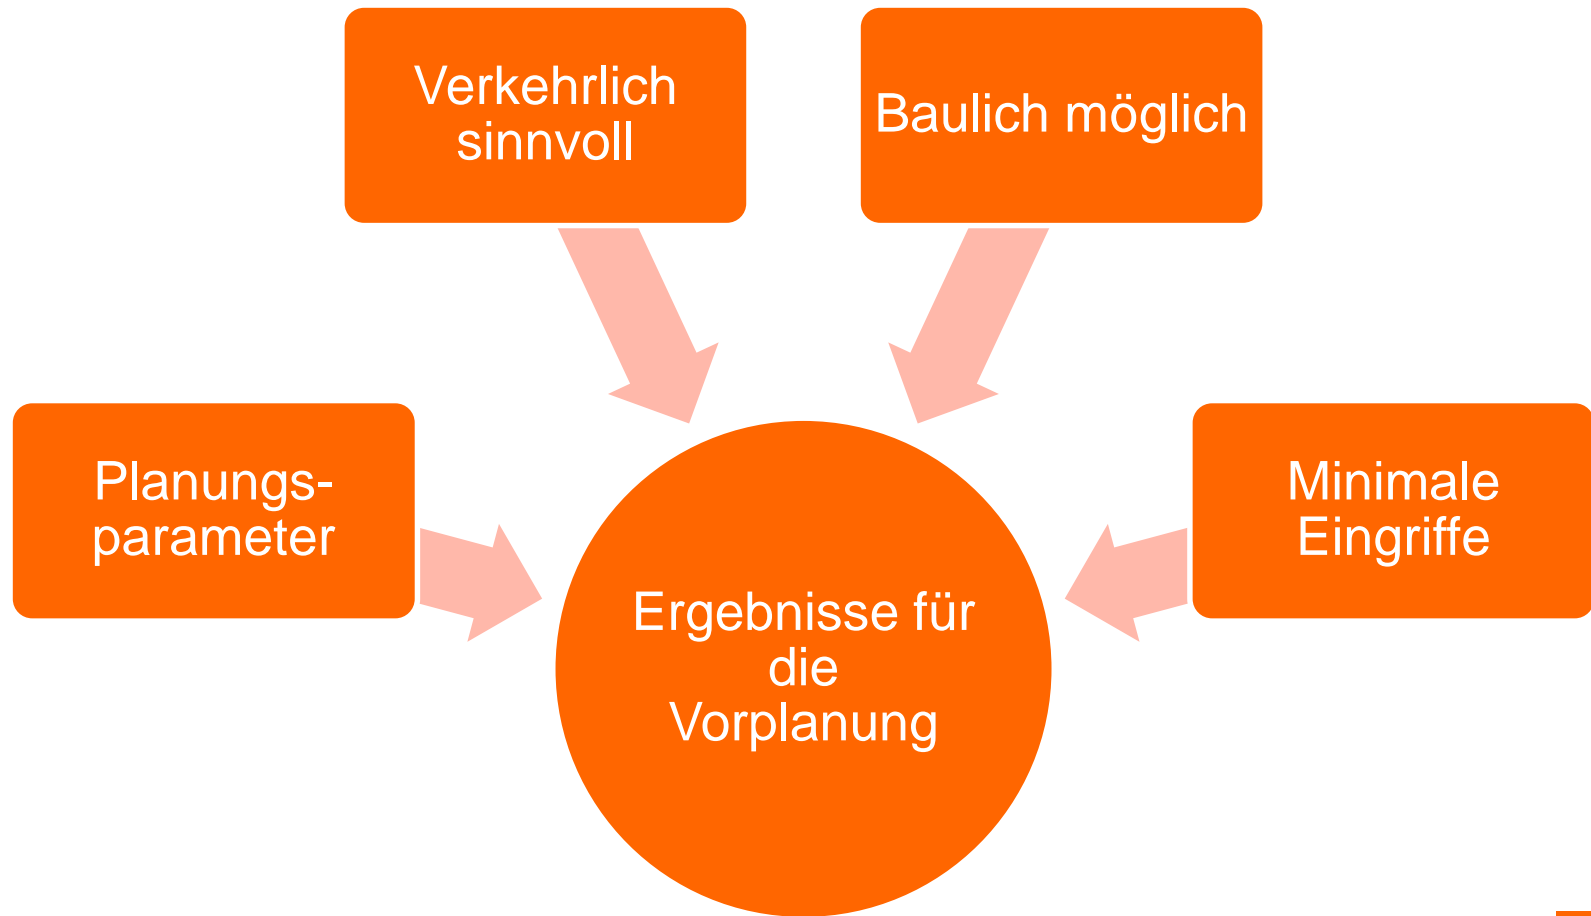 Verkehrlich
sinnvoll
Baulich möglich
Planungs-
parameter
Minimale
Eingriffe
Ergebnisse für
die
Vorplanung